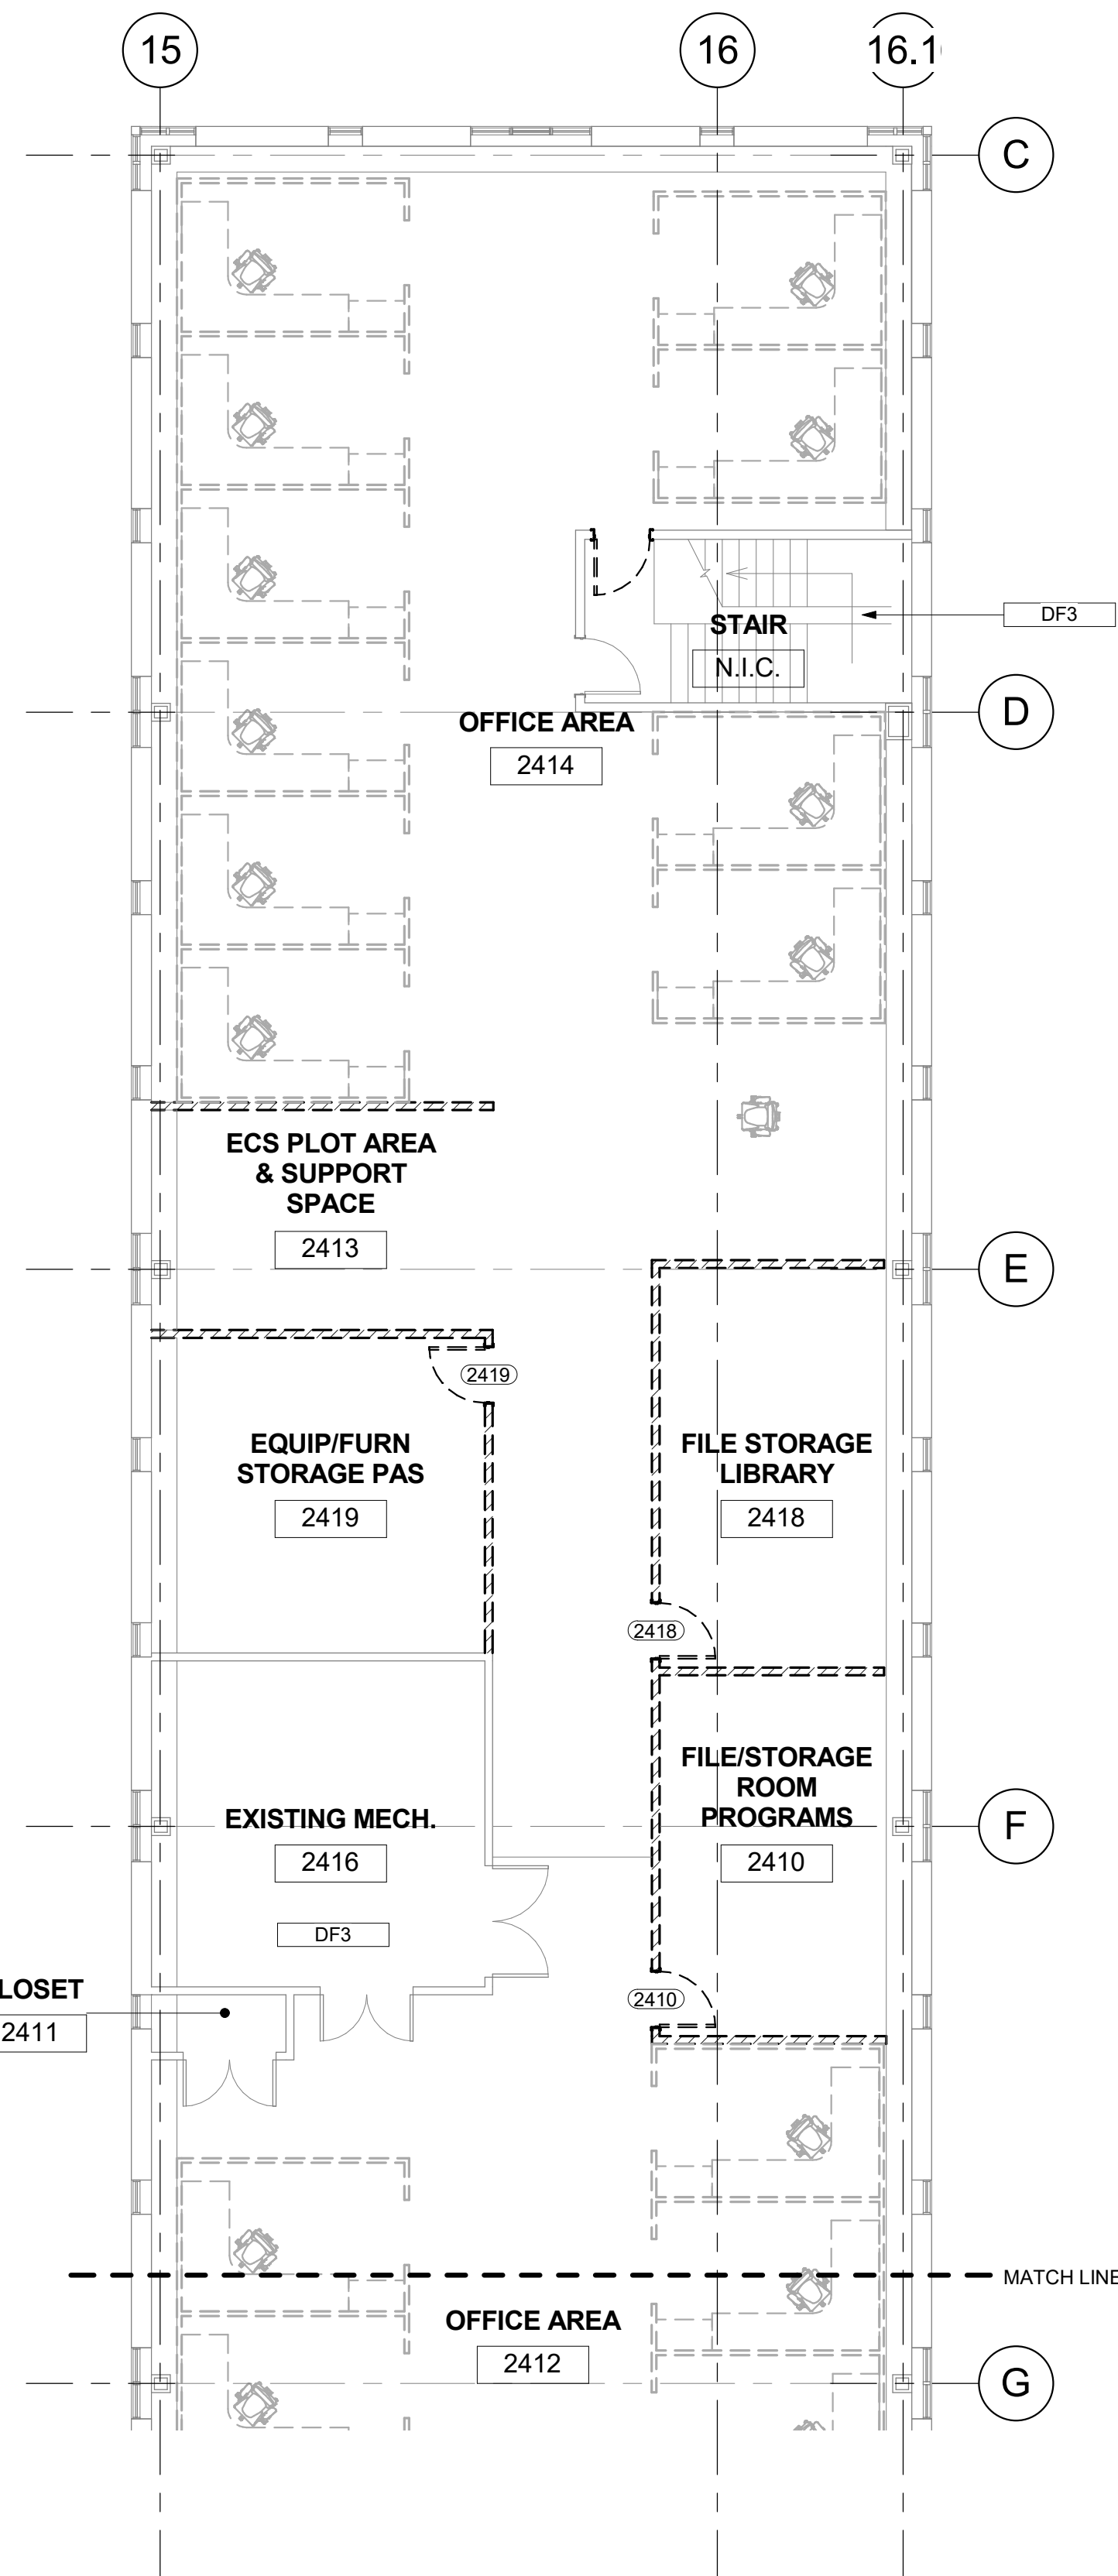 15
16
16.1
C
DF3
STAIR
N.I.C.
D
OFFICE AREA
2414
ECS PLOT AREA
& SUPPORT
SPACE
2413
E
2419
EQUIP/FURN
STORAGE PAS
2419
FILE STORAGE
LIBRARY
2418
2418
FILE/STORAGE
ROOM
PROGRAMS
2410
EXISTING MECH.
2416
F
DF3
LOSET
2411
2410
MATCH LINE
OFFICE AREA
2412
G